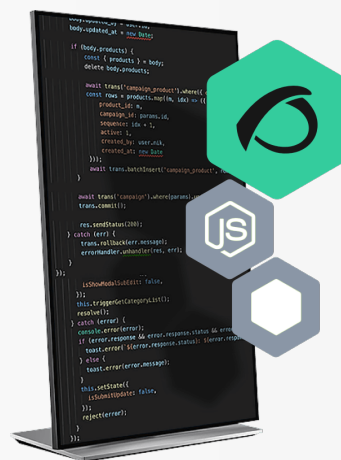 body.updated_at = new Date;
if (body.products) {
const { products } = body;
delete body.products;
await trans('campaign_product').where({
const rows = products.map((m, idx) => ({
product_id: m,
campaign_id: params.id,
sequence: idx + 1,
active: 1,
created_by: user.nik,
created_at: new Date
}));
await trans.batchInsert('campaign_product',
await trans('campaign').where(params)
trans.commit();
res.sendStatus(200);
} catch (err) {
trans.rollback(err.message);
errorHandler.unhandler(res, err);
}
});
isShowModalSubEdit: false,
});
this.triggerGetCategoryList();
resolve();
} catch (error) {
console.error(error);
if (error.response && error.response.status &&
toast.error(`${error.response.status}:
} else {
toast.error(error.message);
}
this.setState({
isSubmitUpdate: false,
});
reject(error);
}
});
JS